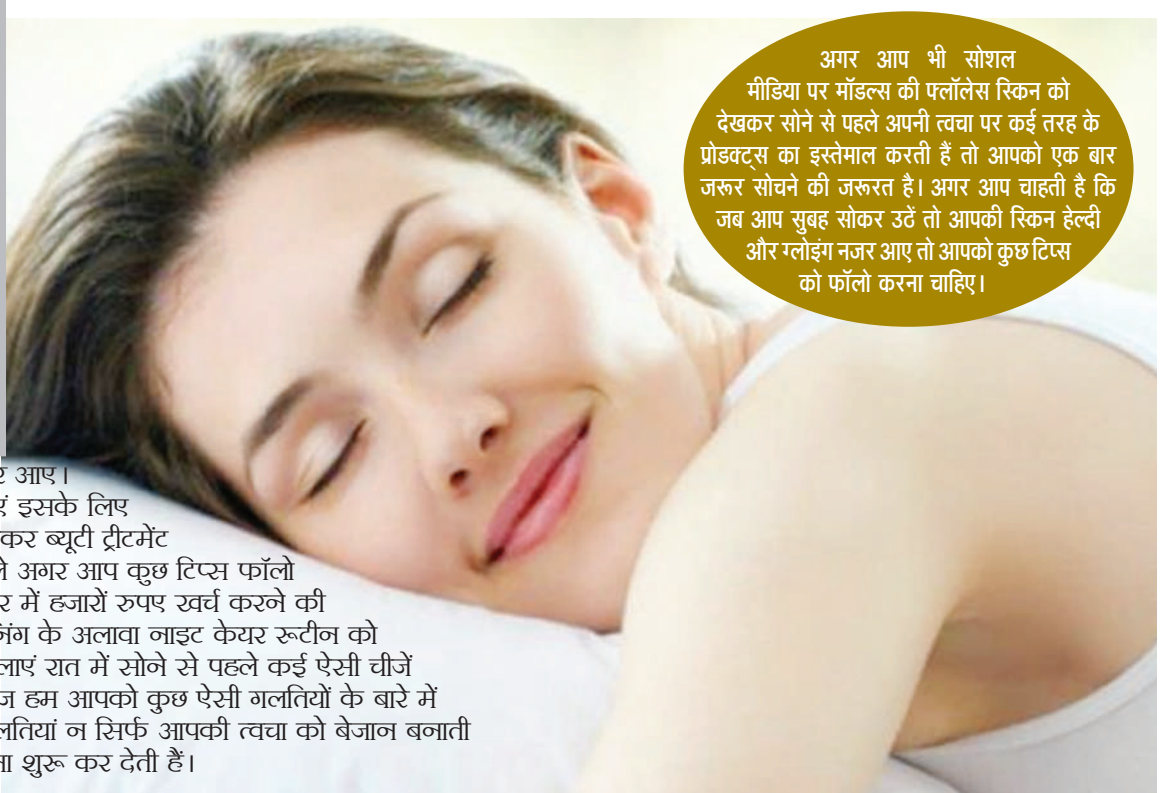 अगर आप भी सोशल
मीडिया पर मॉडल्स की फ्लॉलेस स्किन को
देखकर सोने से पहले अपनी त्वचा पर कई तरह के
प्रोडक्ट्स का इस्तेमाल करती हैं तो आपको एक बार
जरूर सोचने की जरूरत है। अगर आप चाहती है कि
जब आप सुबह सोकर उठें तो आपकी स्किन हेल्दी
और ग्लोइंग नजर आए तो आपको कुछ टिप्स
को फॉलो करना चाहिए।
आए।
इसके लिए
ब्यूटी ट्रीटमेंट
अगर आप कुछ टिप्स फॉलो
में हजारों रुपए खर्च करने की
के अलावा नाइट केयर रूटीन को
रात में सोने से पहले कई ऐसी चीजें
हम आपको कुछ ऐसी गलतियों के बारे में
न सिर्फ आपकी त्वचा को बेजान बनाती
शुरू कर देती हैं।